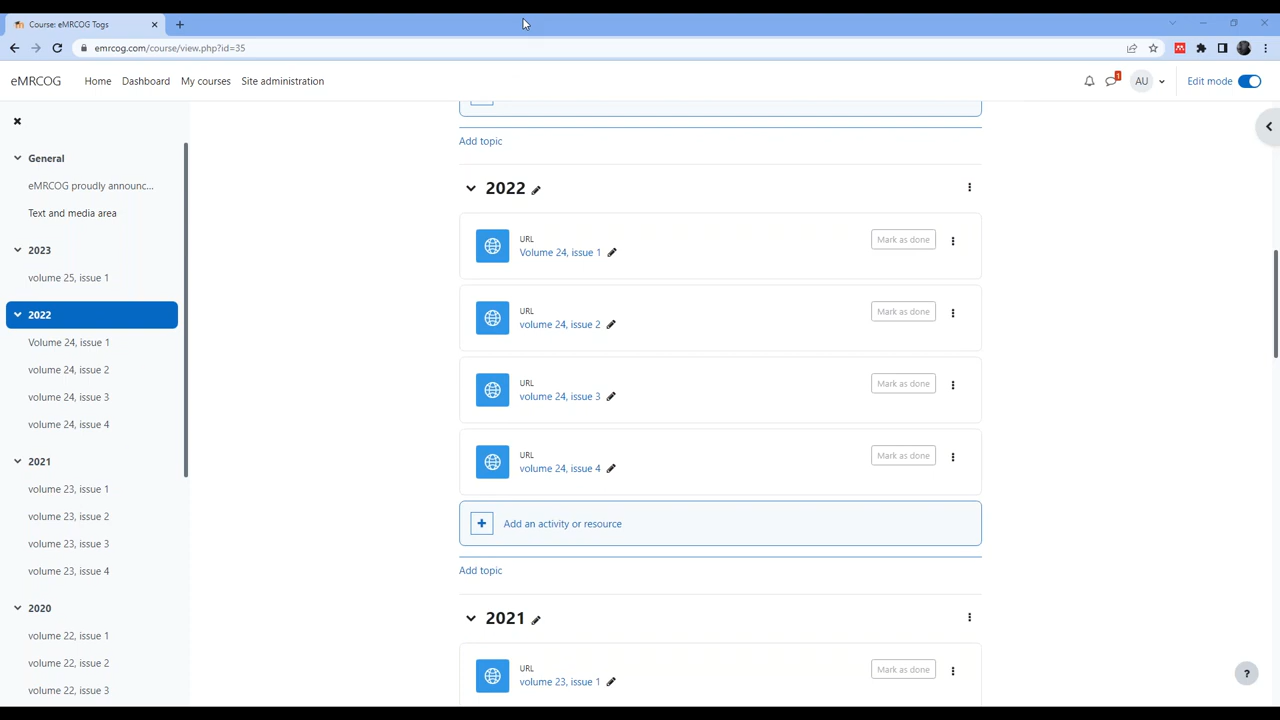 Course: eMRCOG Togs
emrcog.com/course/view.php?id=35
eMRCOG Home Dashboard My courses Site administration
1
AU
Edit mode
General
eMRCOG proudly announc...
Text and media area
2023
volume 25, issue 1
2022
Volume 24, issue 1
volume 24, issue 2
volume 24, issue 3
volume 24, issue 4
2021
volume 23, issue 1
volume 23, issue 2
volume 23, issue 3
volume 23, issue 4
2020
volume 22, issue 1
volume 22, issue 2
volume 22, issue 3
Add topic
2022
URL
Volume 24, issue 1
Mark as done
URL
volume 24, issue 2
Mark as done
URL
volume 24, issue 3
Mark as done
URL
volume 24, issue 4
Mark as done
Add an activity or resource
Add topic
2021
URL
volume 23, issue 1
Mark as done
?